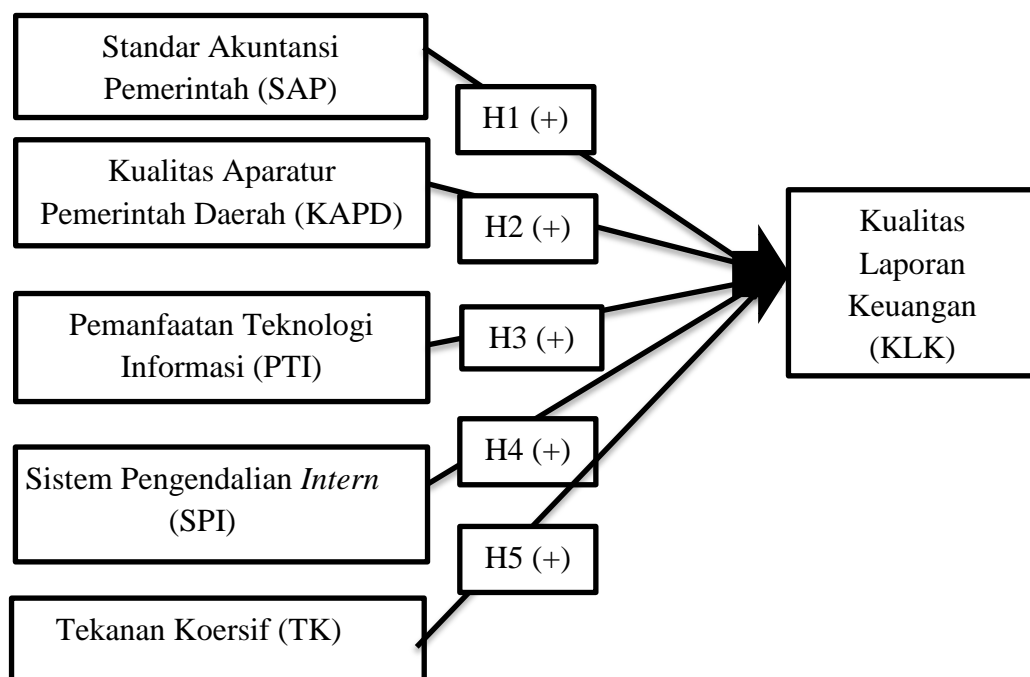 Standar Akuntansi
Pemerintah (SAP)
H1 (+)
Kualitas Aparatur
Pemerintah Daerah (KAPD)
H2 (+)
Pemanfaatan Teknologi
Informasi (PTI)
H3 (+)
Sistem Pengendalian Intern
(SPI)
H4 (+)
Tekanan Koersif (TK)
H5 (+)
Kualitas
Laporan
Keuangan
(KLK)